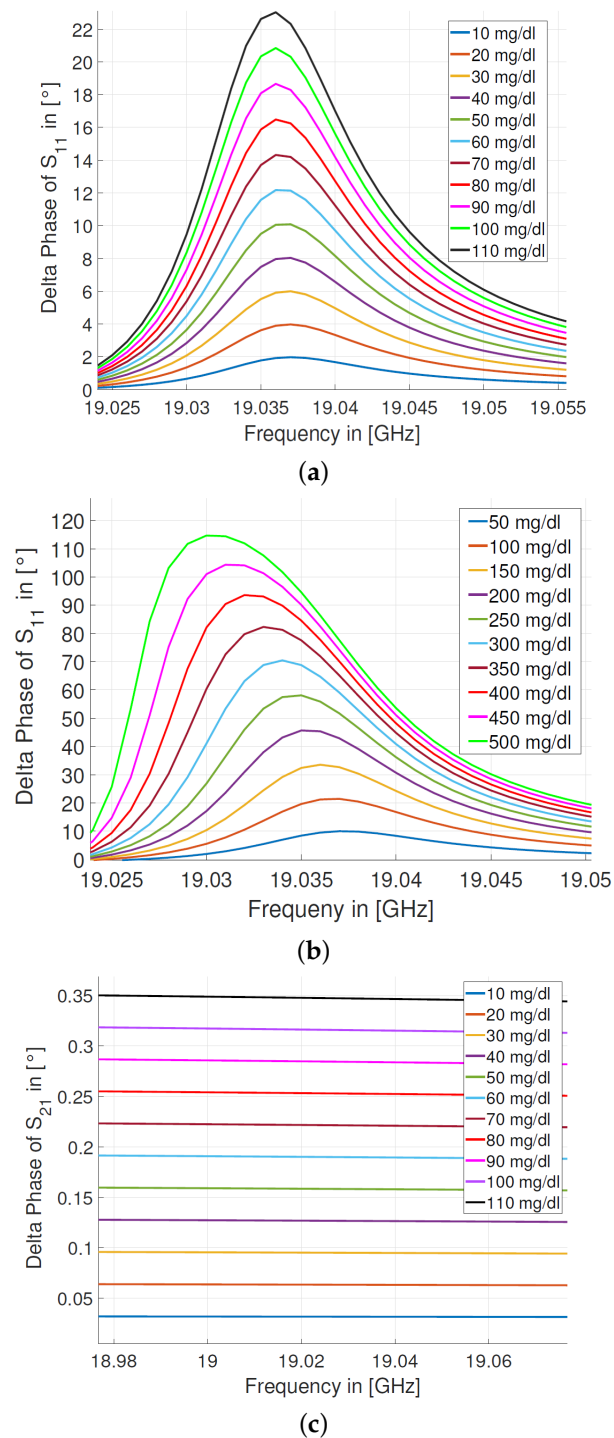 22
20
18
16
14
12
10
8
6
4
2
0
Delta Phase of S11 in [°]
10 mg/dl
20 mg/dl
30 mg/dl
40 mg/dl
50 mg/dl
60 mg/dl
70 mg/dl
80 mg/dl
90 mg/dl
100 mg/dl
110 mg/dl
19.025 19.03 19.035 19.04 19.045 19.05 19.055
Frequency in [GHz]
(a)
120
110
100
90
80
70
60
50
40
30
20
10
0
Delta Phase of S11 in [°]
50 mg/dl
100 mg/dl
150 mg/dl
200 mg/dl
250 mg/dl
300 mg/dl
350 mg/dl
400 mg/dl
450 mg/dl
500 mg/dl
19.025 19.03 19.035 19.04 19.045 19.05
Frequeny in [GHz]
(b)
0.35
0.3
0.25
0.2
0.15
0.1
0.05
Delta Phase of S21 in [°]
10 mg/dl
20 mg/dl
30 mg/dl
40 mg/dl
50 mg/dl
60 mg/dl
70 mg/dl
80 mg/dl
90 mg/dl
100 mg/dl
110 mg/dl
18.98 19 19.02 19.04 19.06
Frequency in [GHz]
(c)